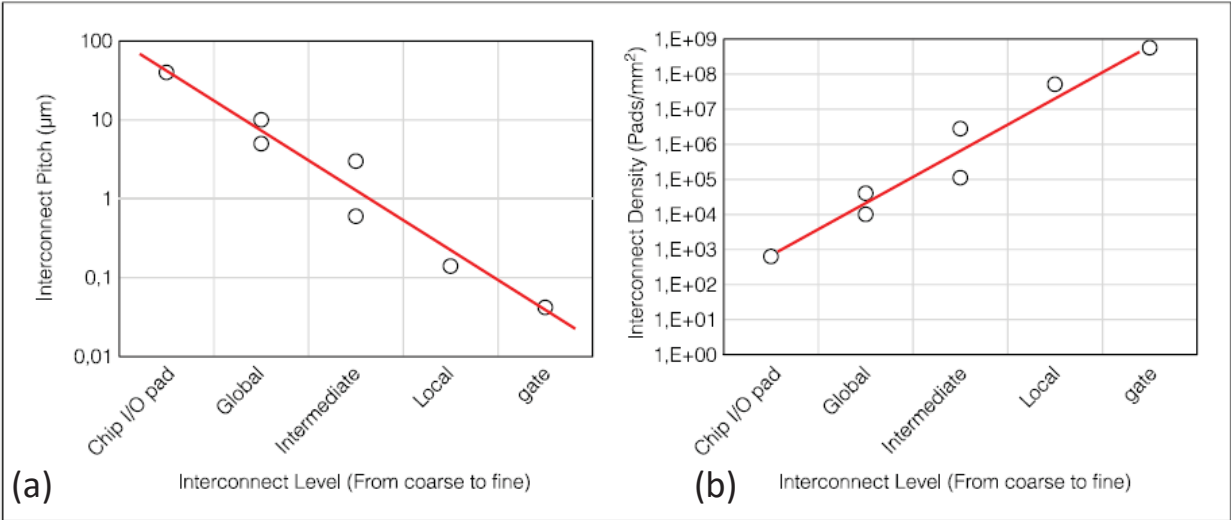 100
10
1
0,1
0,01
Interconnect Pitch (µm)
Chip I/O pad
Global
Intermediate
Local
gate
(a)
Interconnect Level (From coarse to fine)
1,E+09
1,E+08
1,E+07
1,E+06
1,E+05
1,E+04
1,E+03
1,E+02
1,E+01
1,E+00
Interconnect Density (Pads/mm²)
Chip I/O pad
Global
Intermediate
Local
gate
(b)
Interconnect Level (From coarse to fine)